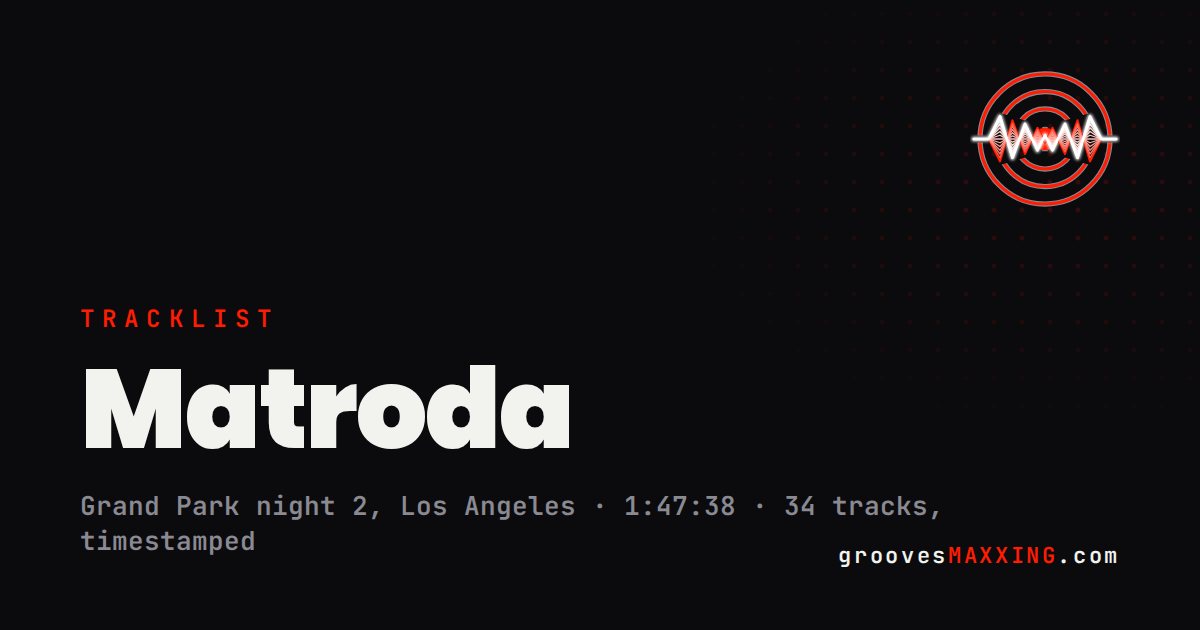 TRACKLIST
Matroda
Grand Park night 2, Los Angeles · 1:47:38 · 34 tracks,
timestamped
groovesMAXXING.com